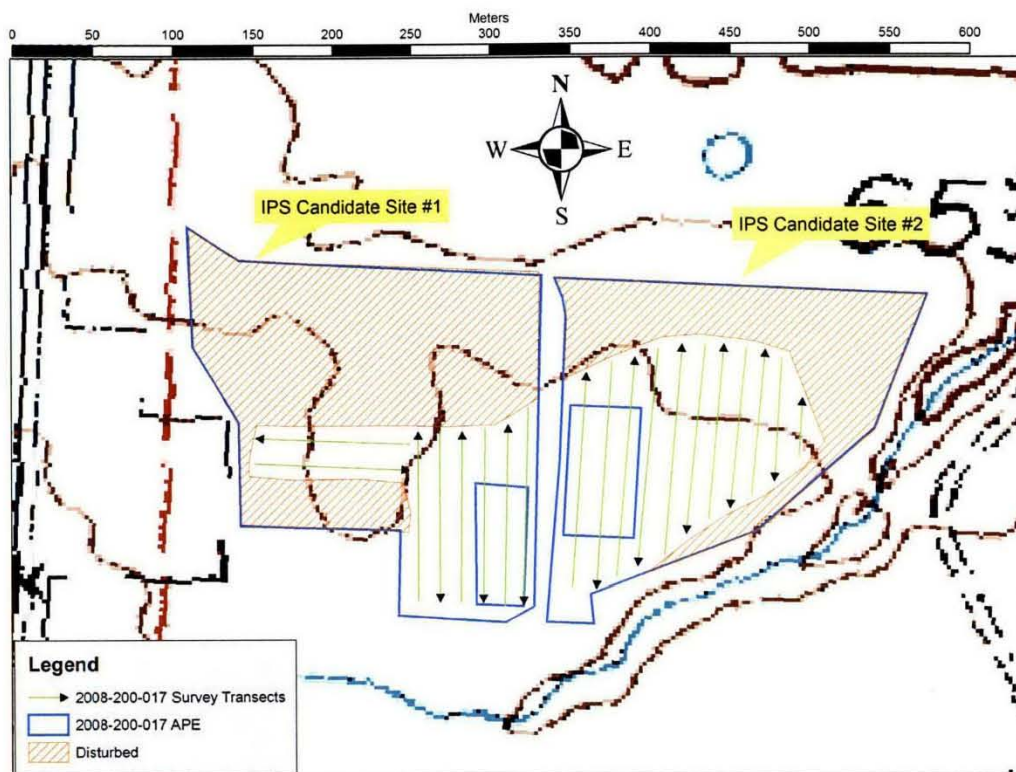 Meters
0 50 100 150 200 250 300 350 400 450 500 550 600
N
W E
S
IPS Candidate Site #1
IPS Candidate Site #2
653
Legend
2008-200-017 Survey Transects
2008-200-017 APE
Disturbed